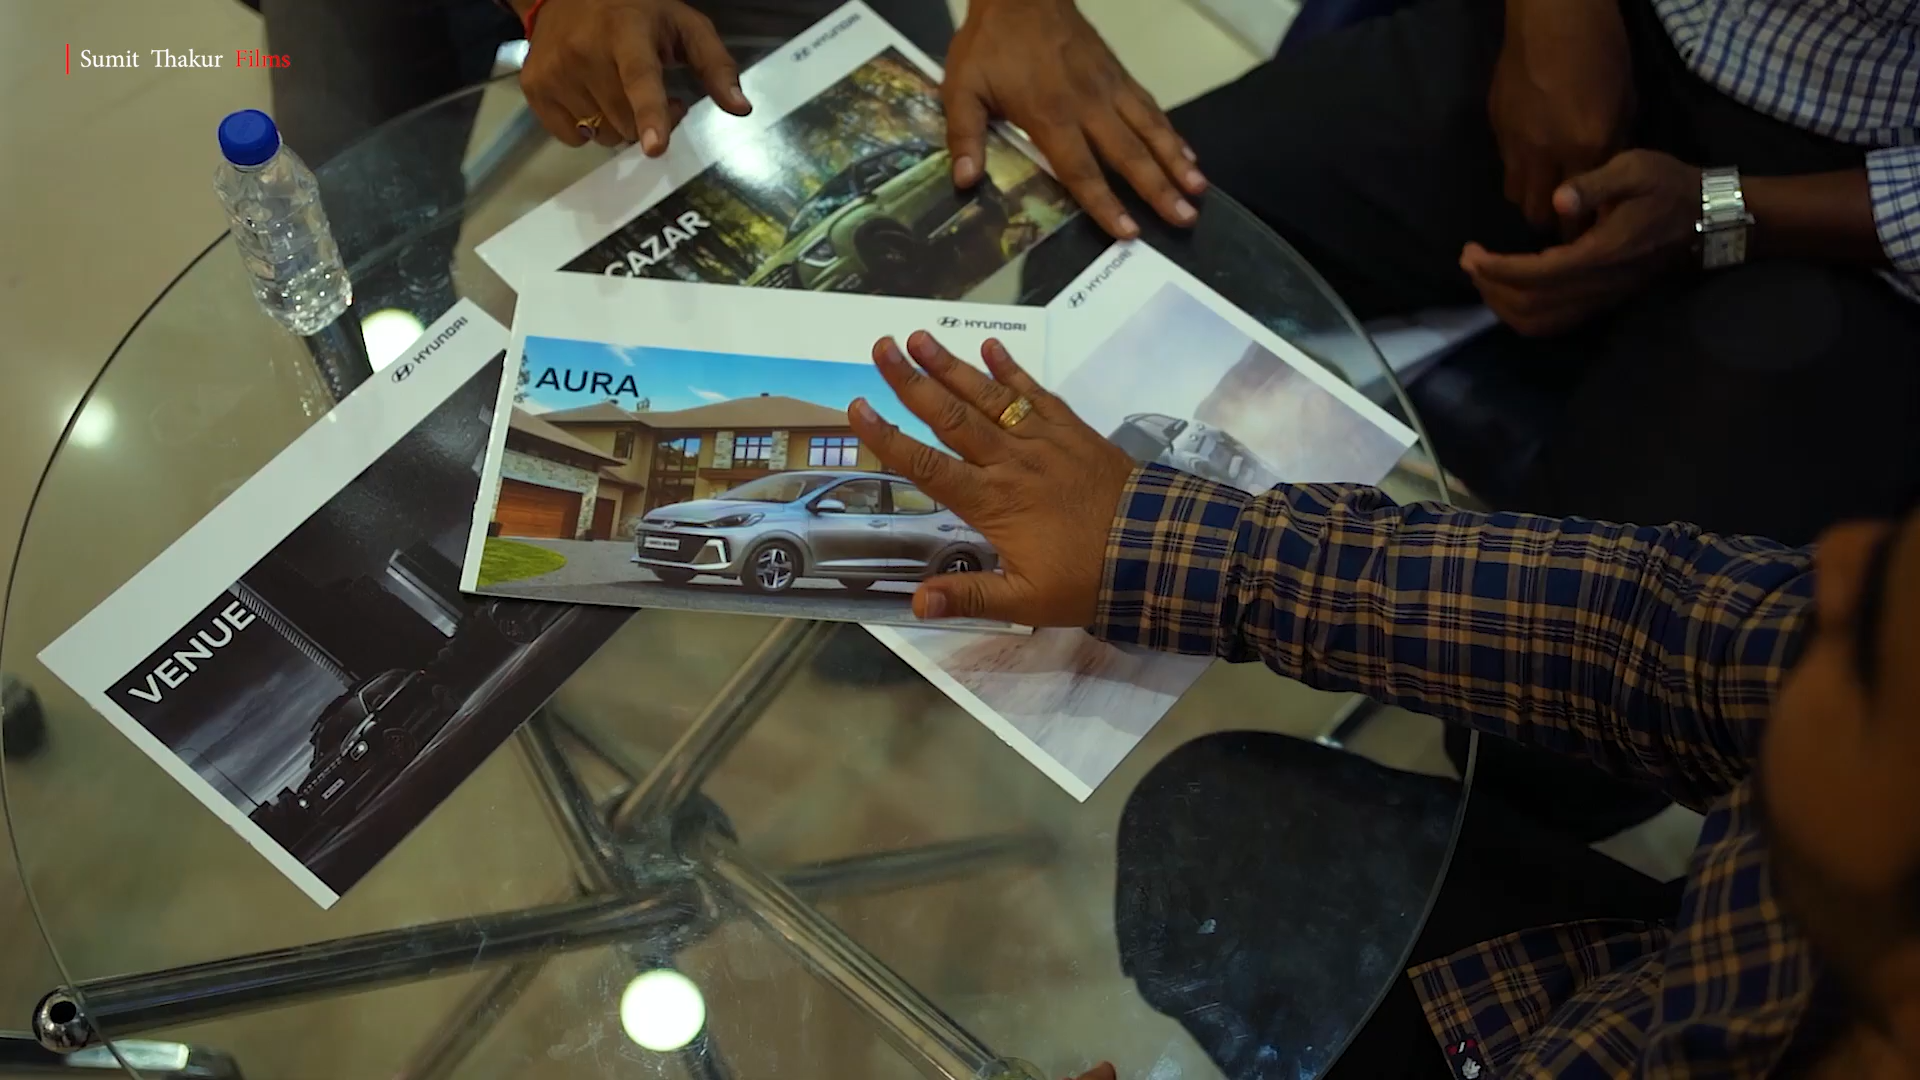 Sumit Thakur Films
HYUNDAI
CAZAR
HYUNDAI
HYUNDAI
AURA
HYUNDAI
VENUE